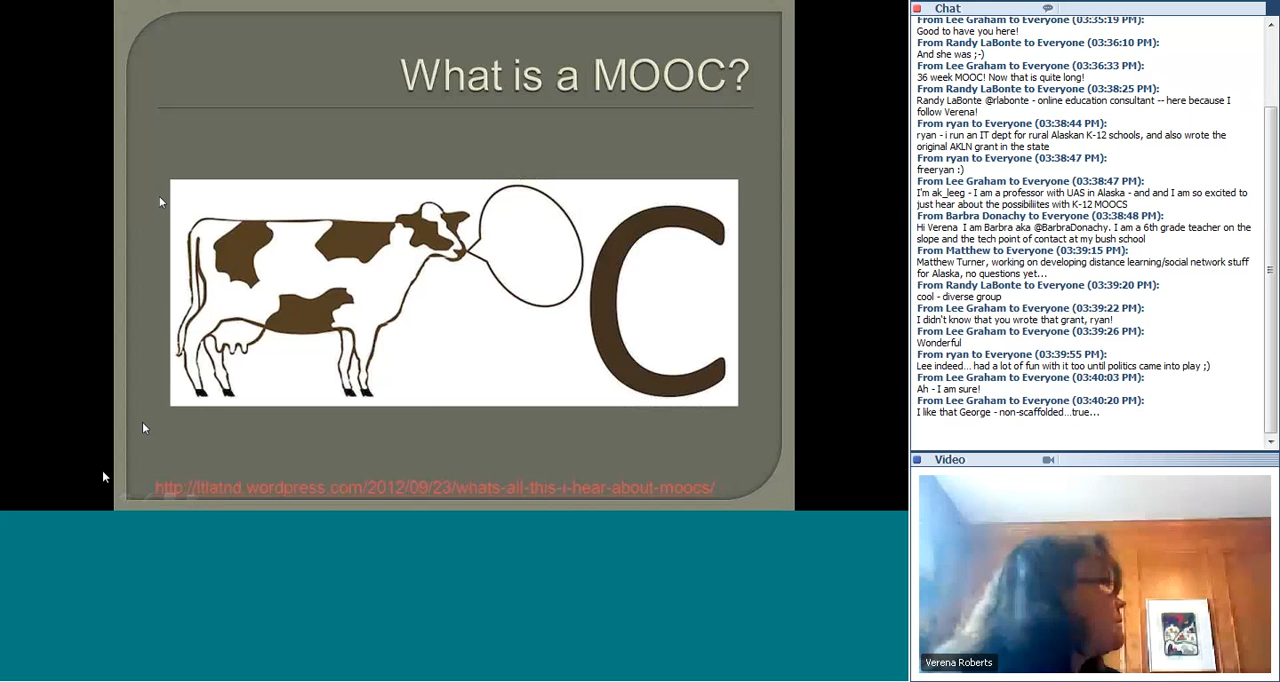 What is a MOOC?
C
http://ltlatnd.wordpress.com/2012/09/23/whats-all-this-i-hear-about-moocs/
Chat
From Lee Graham to Everyone (03:35:19 PM):
Good to have you here!
From Randy LaBonte to Everyone (03:36:10 PM):
And she was ;-)
From Lee Graham to Everyone (03:36:33 PM):
36 week MOOC! Now that is quite long!
From Randy LaBonte to Everyone (03:38:25 PM):
Randy LaBonte @rlabonte - online education consultant -- here because I
follow Verena!
From ryan to Everyone (03:38:44 PM):
ryan - i run an IT dept for rural Alaskan K-12 schools, and also wrote the
original AKLN grant in the state
From ryan to Everyone (03:38:47 PM):
freeryan :)
From Lee Graham to Everyone (03:38:47 PM):
I'm ak_leeg - I am a professor with UAS in Alaska - and and I am so excited to
just hear about the possibiliites with K-12 MOOCS
From Barbra Donachy to Everyone (03:38:48 PM):
Hi Verena  I am Barbra aka @BarbraDonachy. I am a 6th grade teacher on the
slope and the tech point of contact at my bush school
From Matthew to Everyone (03:39:15 PM):
Matthew Turner, working on developing distance learning/social network stuff
for Alaska, no questions yet...
From Randy LaBonte to Everyone (03:39:20 PM):
cool - diverse group
From Lee Graham to Everyone (03:39:22 PM):
I didn't know that you wrote that grant, ryan!
From Lee Graham to Everyone (03:39:26 PM):
Wonderful
From ryan to Everyone (03:39:55 PM):
Lee indeed... had a lot of fun with it too until politics came into play ;)
From Lee Graham to Everyone (03:40:03 PM):
Ah - I am sure!
From Lee Graham to Everyone (03:40:20 PM):
I like that George - non-scaffolded...true...
Video
Verena Roberts